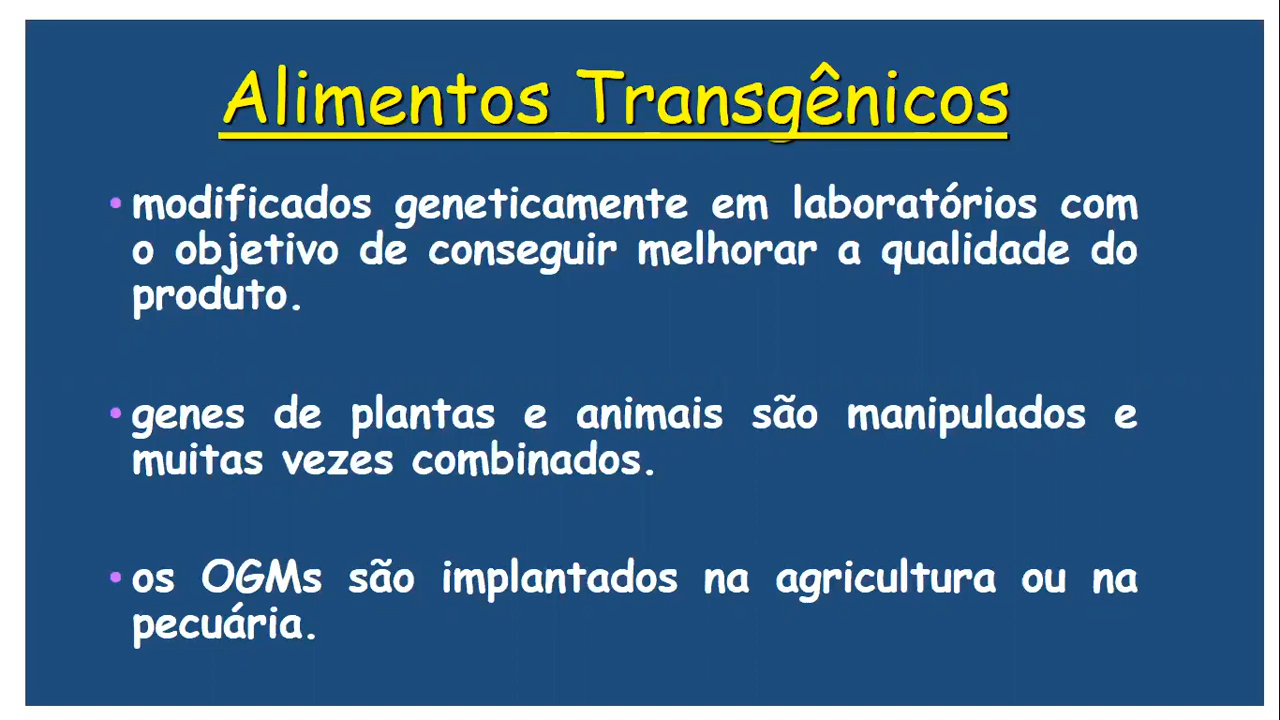 Alimentos Transgênicos
• modificados geneticamente em laboratórios com
o objetivo de conseguir melhorar a qualidade do
produto.
• genes de plantas e animais são manipulados e
muitas vezes combinados.
• os OGMs são implantados na agricultura ou na
pecuária.